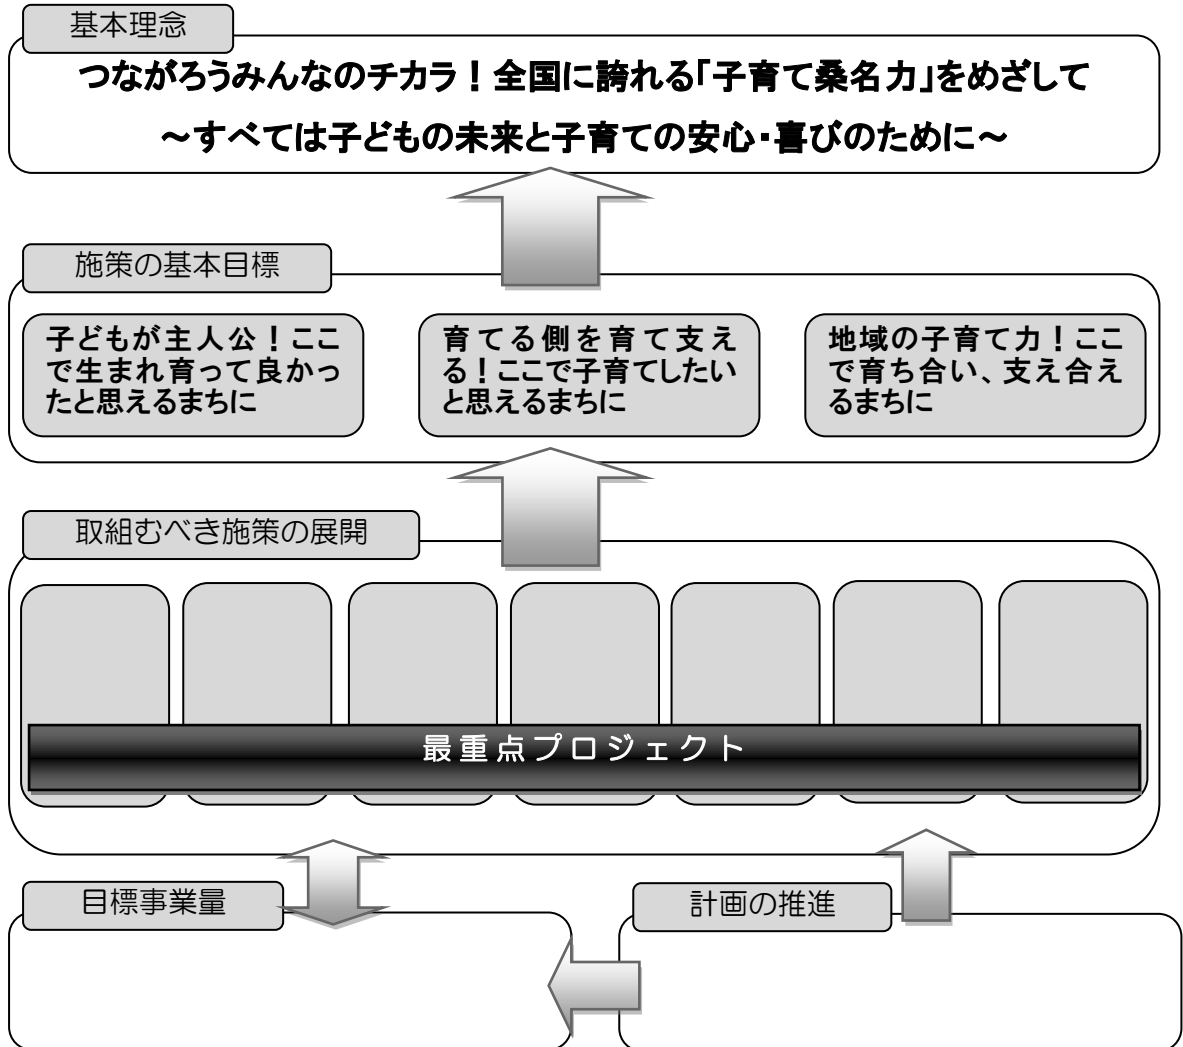 基本理念
つながろうみんなのチカラ！全国に誇れる「子育て桑名力」をめざして
～すべては子どもの未来と子育ての安心・喜びのために～
施策の基本目標
子どもが主人公！ここ
で生まれ育って良かっ
たと思えるまちに
育てる側を育て支え
る！ここで子育てしたい
と思えるまちに
地域の子育て力！ここ
で育ち合い、支え合え
るまちに
取組むべき施策の展開
最重点プロジェクト
目標事業量
計画の推進